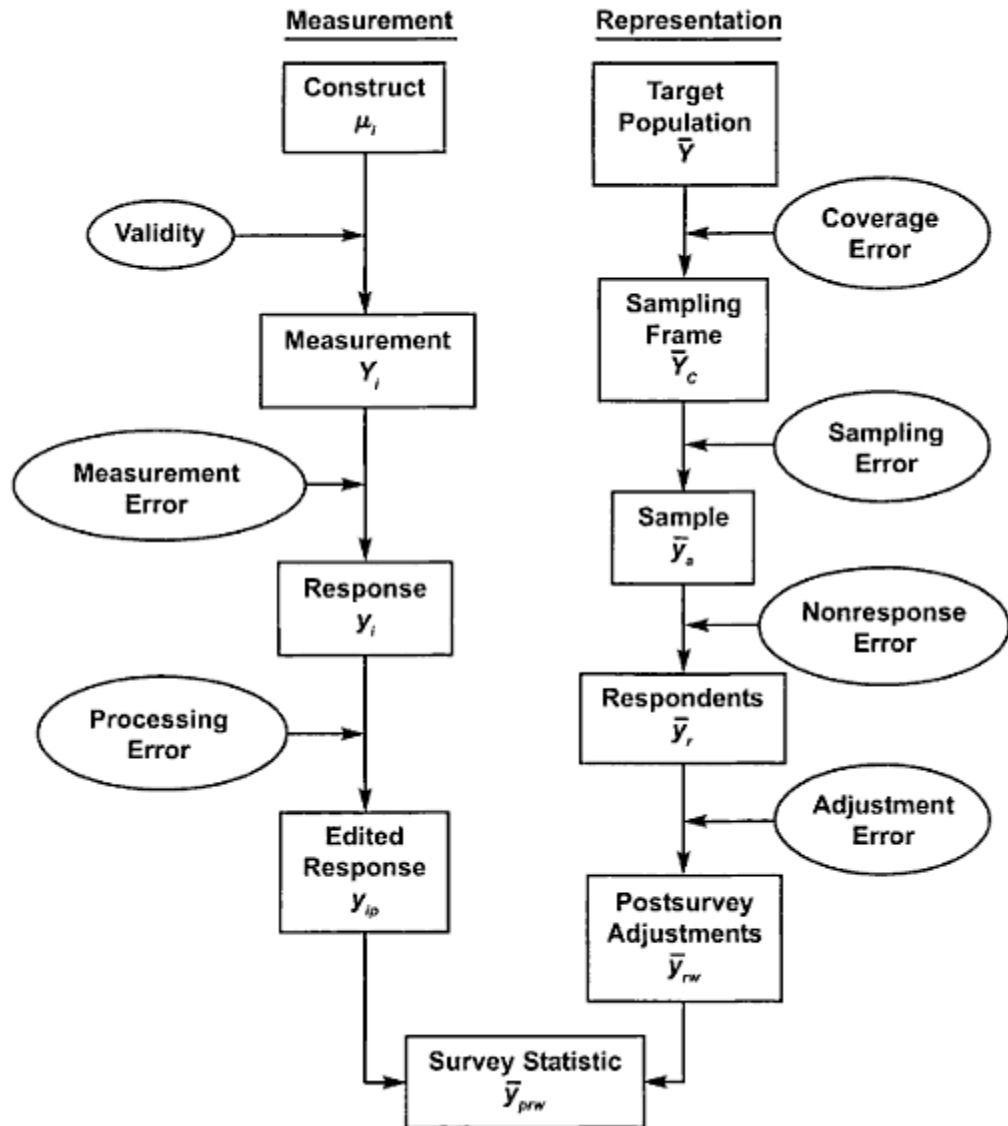 Measurement
Construct
μi
Validity
Measurement
Yi
Measurement
Error
Response
yi
Processing
Error
Edited
Response
yip
Representation
Target
Population
Ȳ
Coverage
Error
Sampling
Frame
ȲC
Sampling
Error
Sample
ȳa
Nonresponse
Error
Respondents
ȳr
Adjustment
Error
Postsurvey
Adjustments
ȳrw
Survey Statistic
ȳprw